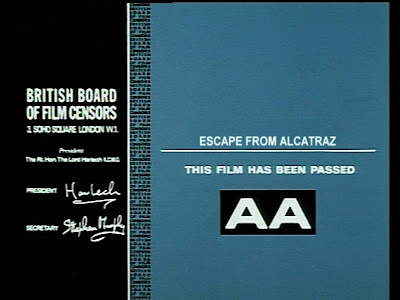 BRITISH BOARD
OF FILM CENSORS
3, SOHO SQUARE LONDON W.1.
President
The Rt. Hon. The Lord Harlech K.C.M.G.
PRESIDENT Harlech
SECRETARY Stephen Murphy
ESCAPE FROM ALCATRAZ
THIS FILM HAS BEEN PASSED
AA